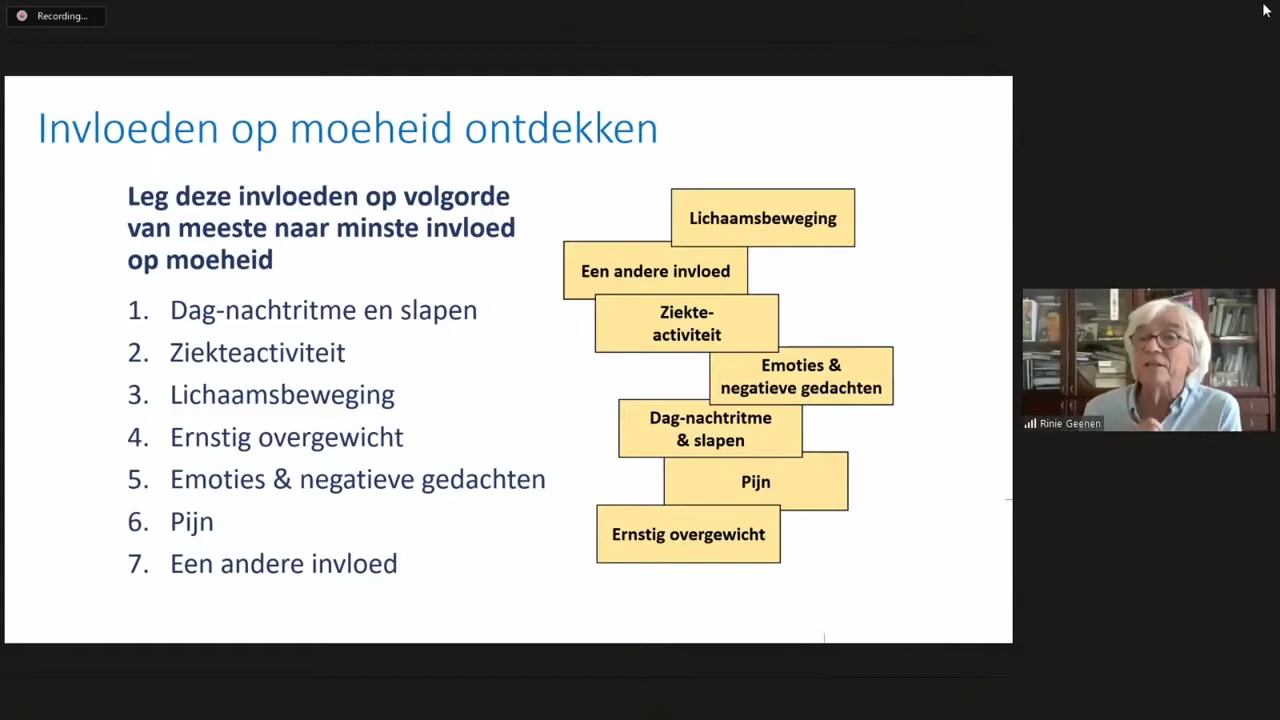 Recording...
Invloeden op moeheid ontdekken
Leg deze invloeden op volgorde
van meeste naar minste invloed
op moeheid
1. Dag-nachtritme en slapen
2. Ziekteactiviteit
3. Lichaamsbeweging
4. Ernstig overgewicht
5. Emoties & negatieve gedachten
6. Pijn
7. Een andere invloed
Lichaamsbeweging
Een andere invloed
Ziekte-
activiteit
Emoties &
negatieve gedachten
Dag-nachtritme
& slapen
Pijn
Ernstig overgewicht
Rinie Geenen